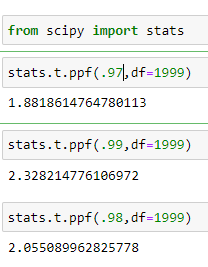 from scipy import stats
stats.t.ppf(.97,df=1999)
1.8818614764780113
stats.t.ppf(.99,df=1999)
2.328214776106972
stats.t.ppf(.98,df=1999)
2.055089962825778